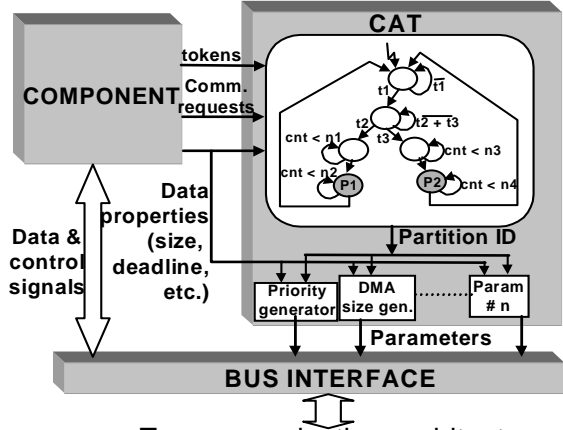 CAT
COMPONENT
tokens
Comm.
requests
t1
t1
t2
t2 + t3
t3
cnt < n1
cnt < n3
cnt < n2
P1
P2
cnt < n4
Data
properties
(size,
deadline,
etc.)
Data &
control
signals
Partition ID
Priority
generator
DMA
size gen.
Param
# n
Parameters
BUS INTERFACE